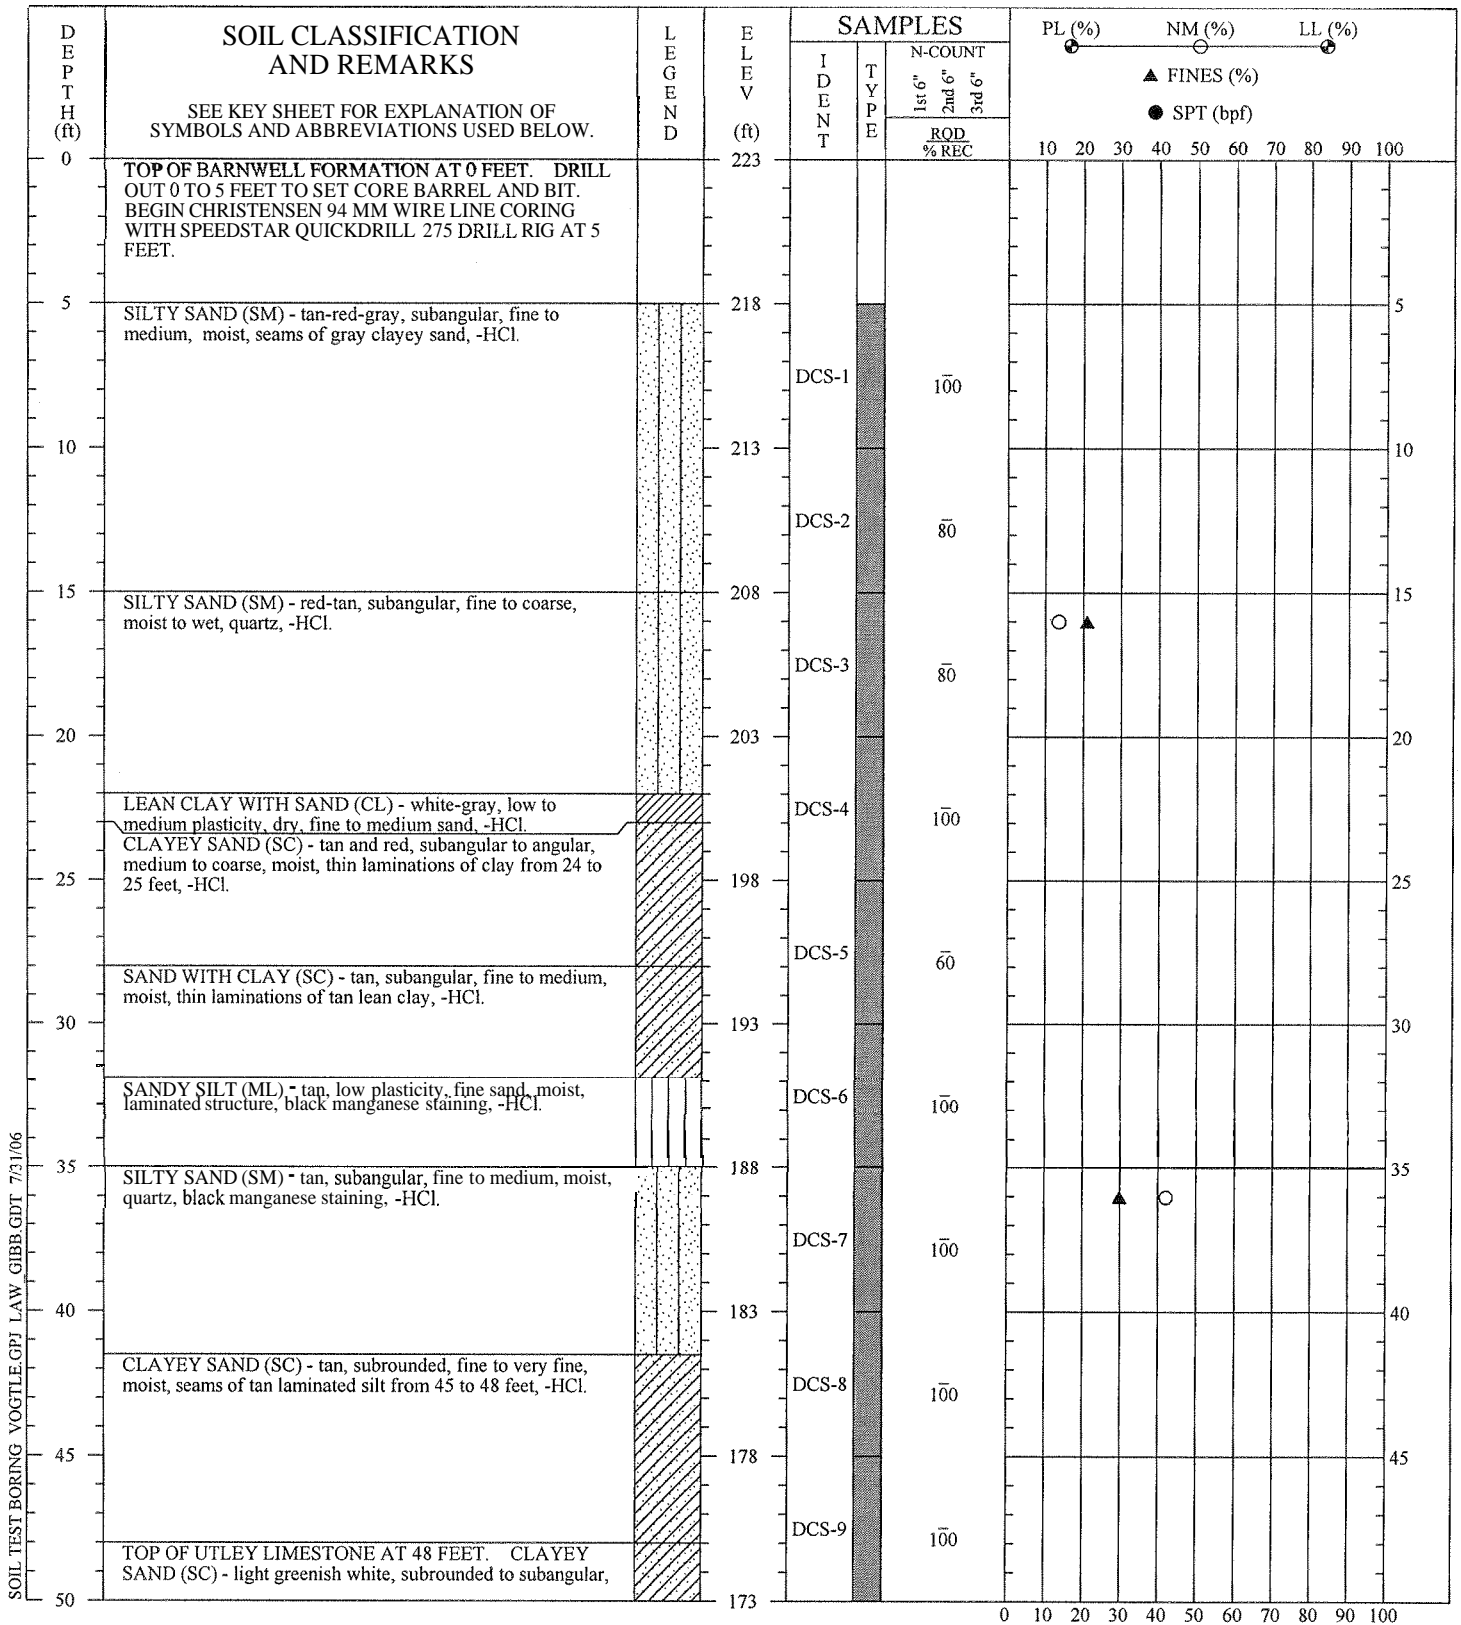 DEPTH (ft)
SOIL CLASSIFICATION
AND REMARKS
SEE KEY SHEET FOR EXPLANATION OF
SYMBOLS AND ABBREVIATIONS USED BELOW.
LEGEND
ELEV (ft)
SAMPLES
IDENT
TYPE
N-COUNT
1st 6"
2nd 6"
3rd 6"
RQD
% REC
PL (%) NM (%) LL (%)
▲ FINES (%)
● SPT (bpf)
10 20 30 40 50 60 70 80 90 100
0
TOP OF BARNWELL FORMATION AT 0 FEET. DRILL
OUT 0 TO 5 FEET TO SET CORE BARREL AND BIT.
BEGIN CHRISTENSEN 94 MM WIRE LINE CORING
WITH SPEEDSTAR QUICKDRILL 275 DRILL RIG AT 5
FEET.
223
5
SILTY SAND (SM) - tan-red-gray, subangular, fine to
medium, moist, seams of gray clayey sand, -HCl.
218
5
DCS-1
-
100
10
213
10
DCS-2
-
80
15
SILTY SAND (SM) - red-tan, subangular, fine to coarse,
moist to wet, quartz, -HCl.
208
15
DCS-3
-
80
20
203
20
LEAN CLAY WITH SAND (CL) - white-gray, low to
medium plasticity, dry, fine to medium sand, -HCl.
DCS-4
-
100
CLAYEY SAND (SC) - tan and red, subangular to angular,
medium to coarse, moist, thin laminations of clay from 24 to
25 feet, -HCl.
25
198
25
DCS-5
-
60
SAND WITH CLAY (SC) - tan, subangular, fine to medium,
moist, thin laminations of tan lean clay, -HCl.
30
193
30
SANDY SILT (ML) - tan, low plasticity, fine sand, moist,
laminated structure, black manganese staining, -HCl.
DCS-6
-
100
35
SILTY SAND (SM) - tan, subangular, fine to medium, moist,
quartz, black manganese staining, -HCl.
188
35
DCS-7
-
100
40
183
40
CLAYEY SAND (SC) - tan, subrounded, fine to very fine,
moist, seams of tan laminated silt from 45 to 48 feet, -HCl.
DCS-8
-
100
45
178
45
DCS-9
-
100
TOP OF UTLEY LIMESTONE AT 48 FEET. CLAYEY
SAND (SC) - light greenish white, subrounded to subangular,
50
173
0 10 20 30 40 50 60 70 80 90 100
SOIL TEST BORING VOGTLE.GPJ LAW_GIBB.GDT 7/31/06